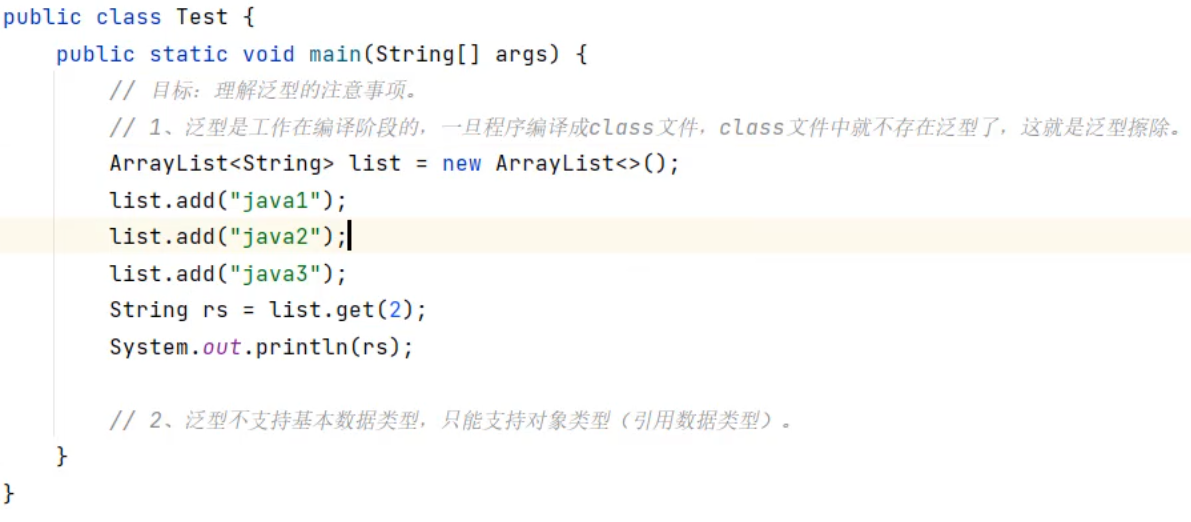 public class Test {
    public static void main(String[] args) {
        // 目标：理解泛型的注意事项。
        // 1、泛型是工作在编译阶段的，一旦程序编译成class文件，class文件中就不存在泛型了，这就是泛型擦除。
        ArrayList<String> list = new ArrayList<>();
        list.add("java1");
        list.add("java2");
        list.add("java3");
        String rs = list.get(2);
        System.out.println(rs);
        // 2、泛型不支持基本数据类型，只能支持对象类型（引用数据类型）。
    }
}